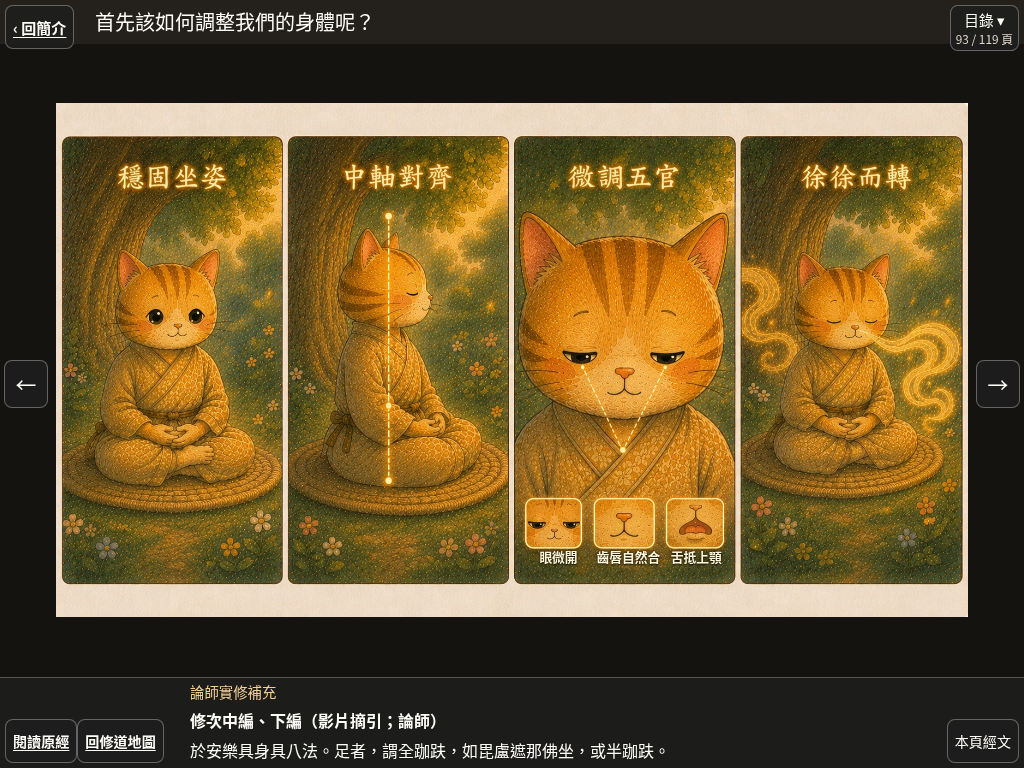 ‹ 回簡介
首先該如何調整我們的身體呢？
目錄 ▾
93 / 119 頁
穩固坐姿
中軸對齊
微調五官
徐徐而轉
眼微開
齒唇自然合
舌抵上顎
←
→
論師實修補充
修次中編、下編（影片摘引；論師）
於安樂具身具八法。足者，謂全跏趺，如毘盧遮那佛坐，或半跏趺。
閱讀原經
回修道地圖
本頁經文